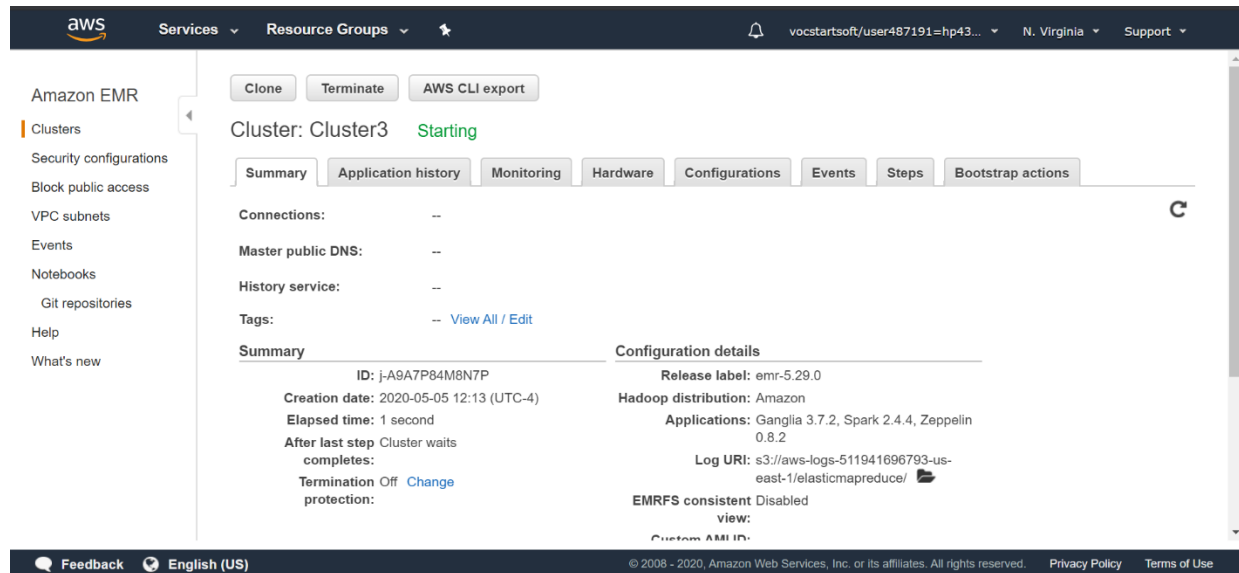 aws Services Resource Groups vocstartsoft/user487191=hp43... N. Virginia Support
Amazon EMR
Clusters
Security configurations
Block public access
VPC subnets
Events
Notebooks
Git repositories
Help
What's new
Clone Terminate AWS CLI export
Cluster: Cluster3 Starting
Summary Application history Monitoring Hardware Configurations Events Steps Bootstrap actions
Connections: --
Master public DNS: --
History service: --
Tags: -- View All / Edit
Summary
ID: j-A9A7P84M8N7P
Creation date: 2020-05-05 12:13 (UTC-4)
Elapsed time: 1 second
After last step Cluster waits
completes:
Termination Off Change
protection:
Configuration details
Release label: emr-5.29.0
Hadoop distribution: Amazon
Applications: Ganglia 3.7.2, Spark 2.4.4, Zeppelin
0.8.2
Log URI: s3://aws-logs-511941696793-us-
east-1/elasticmapreduce/
EMRFS consistent Disabled
view:
Custom AMI ID:
Feedback English (US) © 2008 - 2020, Amazon Web Services, Inc. or its affiliates. All rights reserved. Privacy Policy Terms of Use